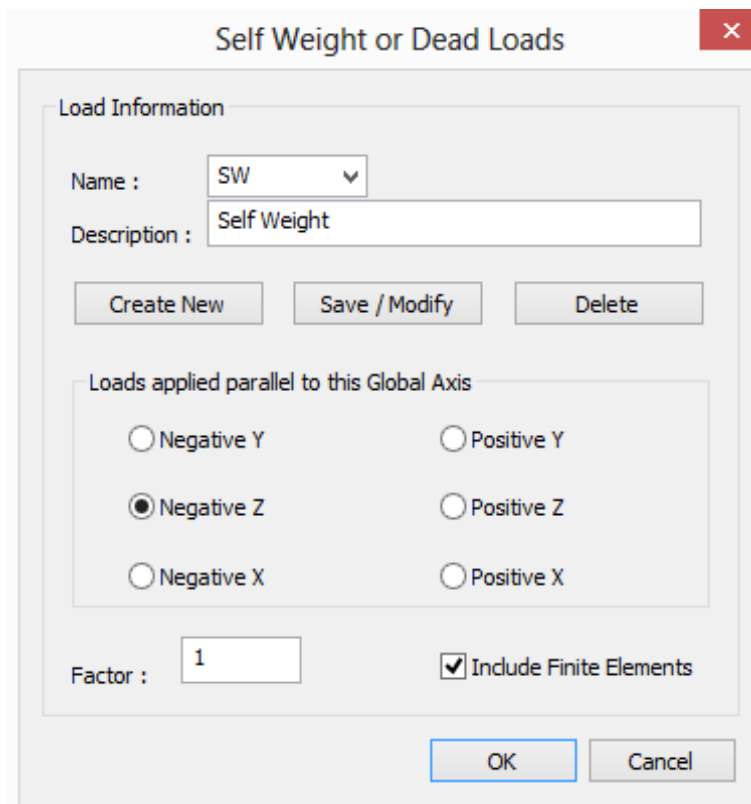 Self Weight or Dead Loads
Load Information
Name : SW
Description : Self Weight
Create New Save / Modify Delete
Loads applied parallel to this Global Axis
Negative Y Positive Y
Negative Z Positive Z
Negative X Positive X
Factor : 1 Include Finite Elements
OK Cancel